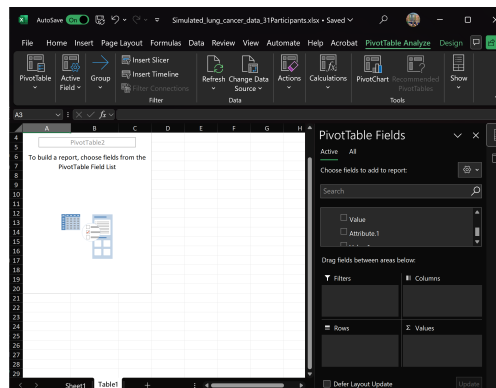 AutoSave On Simulated_lung_cancer_data_31Participants.xlsx • Saved
File Home Insert Page Layout Formulas Data Review View Automate Help Acrobat PivotTable Analyze Design
PivotTable Active Field Group Insert Slicer Insert Timeline Filter Connections Refresh Change Data Source Actions Calculations PivotChart Recommended PivotTables Show
Filter Data Tools
A3 fx
A B C D E F G H
4
5 PivotTable2
6
7 To build a report, choose fields from the
8 PivotTable Field List
9
10
11
12
13
14
15
16
17
18
19
20
21
22
23
24
25
26
27
28
29
PivotTable Fields
Active All
Choose fields to add to report:
Search
Value
Attribute.1
Drag fields between areas below:
Filters Columns
Rows Σ Values
Defer Layout Update Update
Sheet1 Table1 +